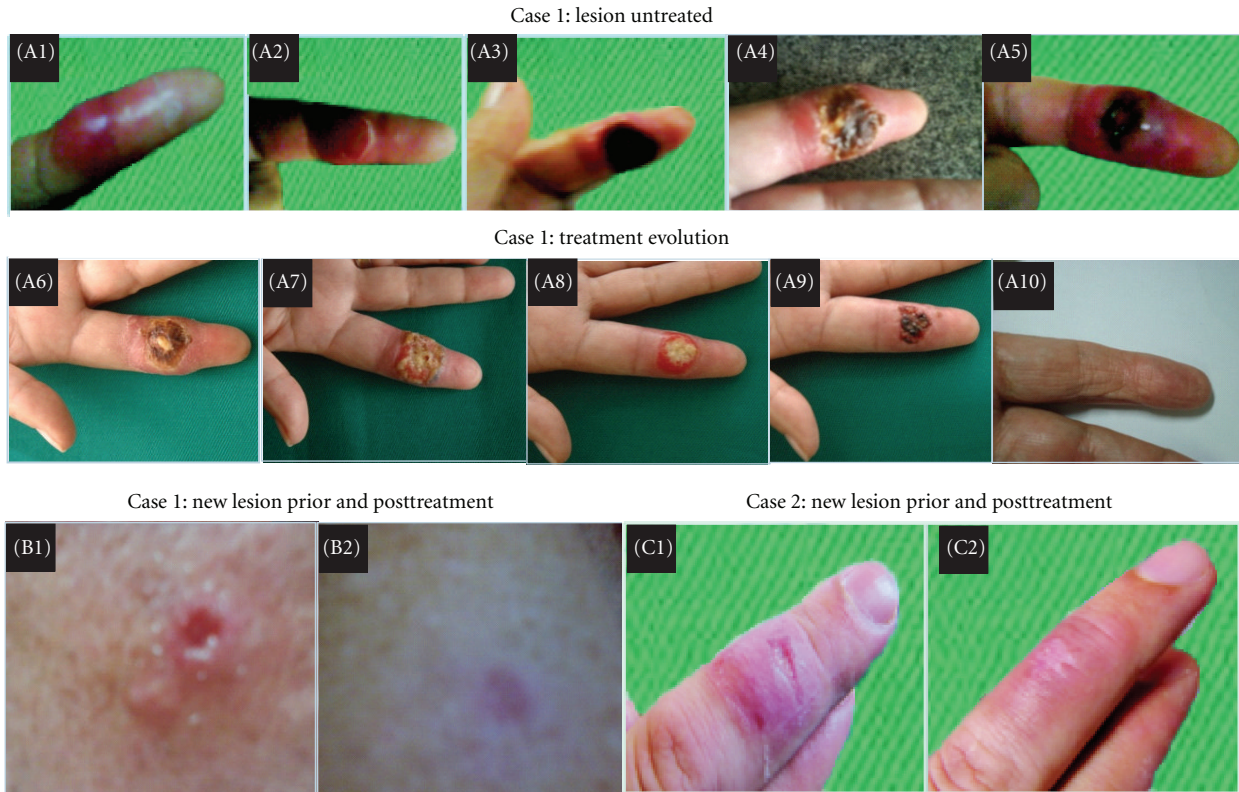 Case 1: lesion untreated
(A1)
(A2)
(A3)
(A4)
(A5)
Case 1: treatment evolution
(A6)
(A7)
(A8)
(A9)
(A10)
Case 1: new lesion prior and posttreatment
Case 2: new lesion prior and posttreatment
(B1)
(B2)
(C1)
(C2)